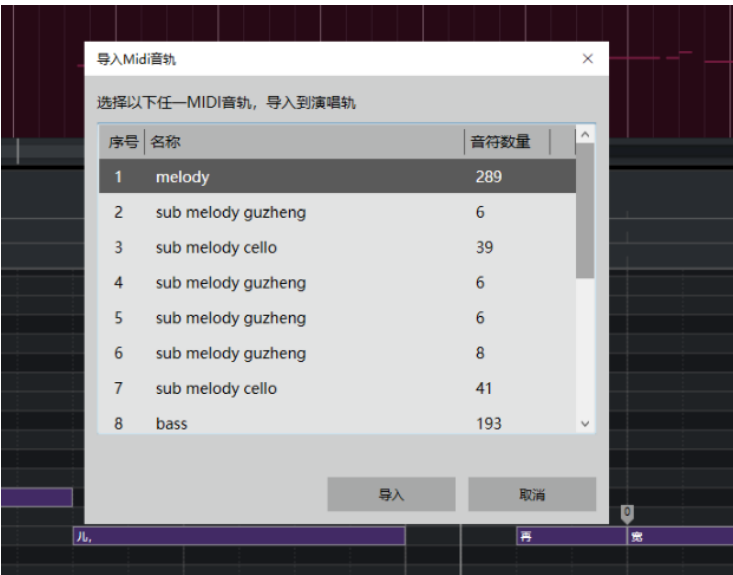 导入Midi音轨
选择以下任一MIDI音轨，导入到演唱轨
序号 名称 音符数量
1 melody 289
2 sub melody guzheng 6
3 sub melody cello 39
4 sub melody guzheng 6
5 sub melody guzheng 6
6 sub melody guzheng 8
7 sub melody cello 41
8 bass 193
导入 取消
0
儿, 再 宽